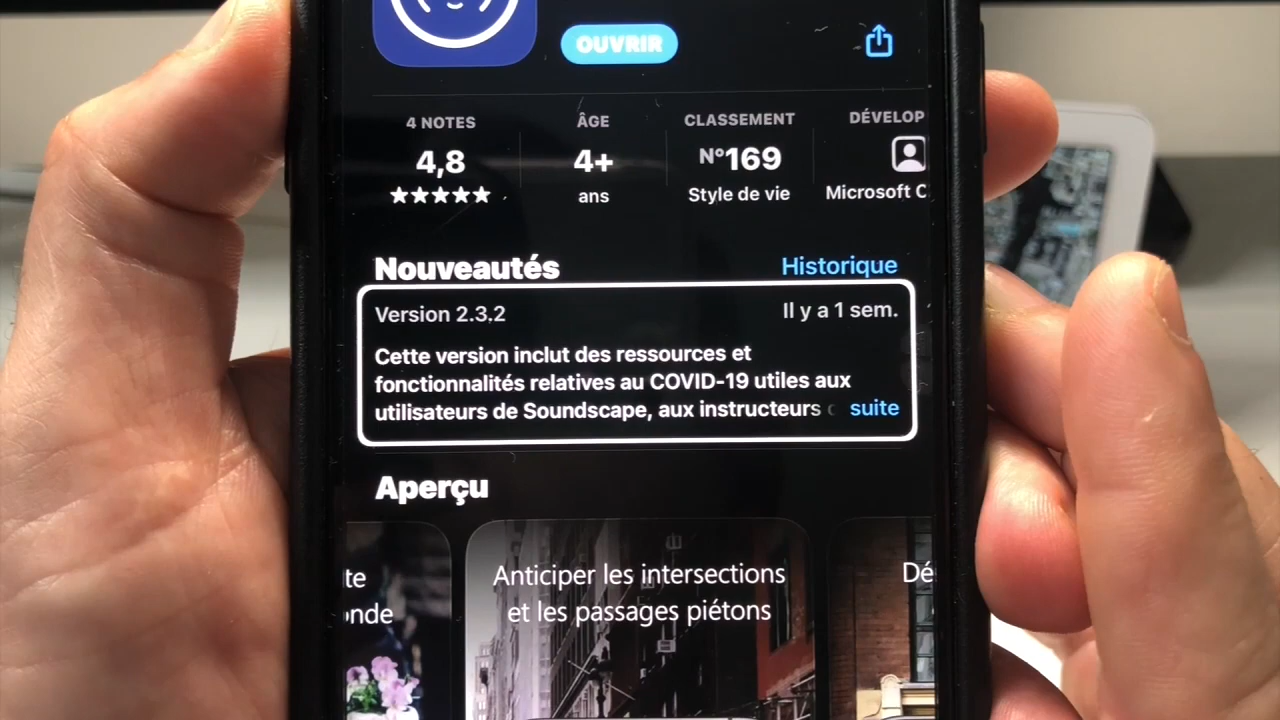 OUVRIR
4 NOTES
4,8
★★★★★
ÂGE
4+
ans
CLASSEMENT
N°169
Style de vie
DÉVELOP
Microsoft C
Nouveautés
Historique
Version 2.3.2
Il y a 1 sem.
Cette version inclut des ressources et
fonctionnalités relatives au COVID-19 utiles aux
utilisateurs de Soundscape, aux instructeurs
suite
Aperçu
te
onde
Anticiper les intersections
et les passages piétons
Dé